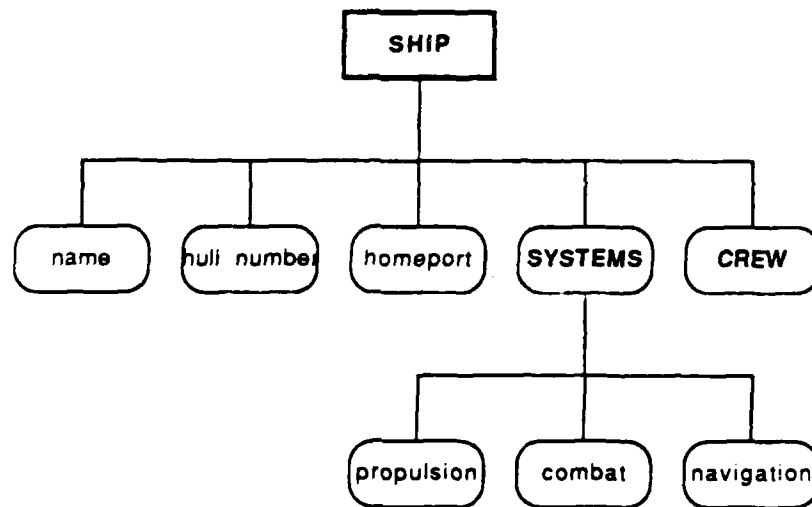 SHIP
name
hull number
homeport
SYSTEMS
CREW
propulsion
combat
navigation